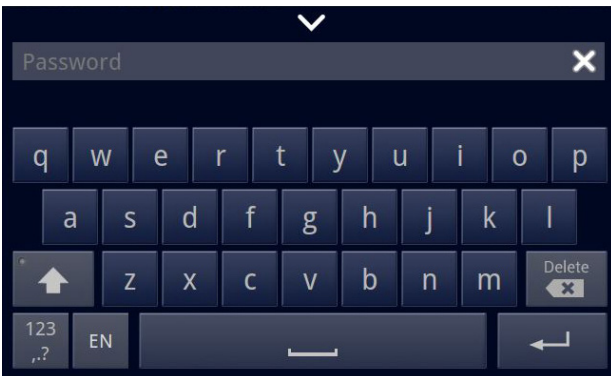 Password
q w e r t y u i o p
a s d f g h j k l
z x c v b n m Delete
123
,.? EN